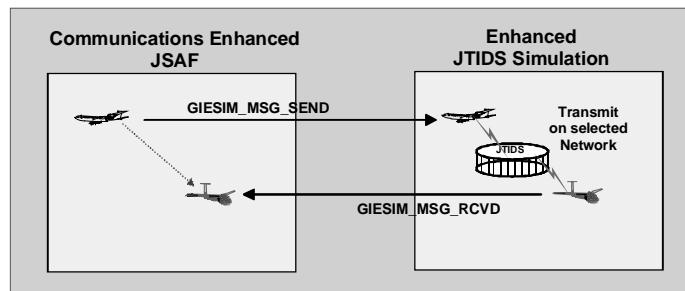 Communications Enhanced
JSAF
Enhanced
JTIDS Simulation
GIESIM_MSG_SEND
Transmit
on selected
Network
JTIDS
GIESIM_MSG_RCVD